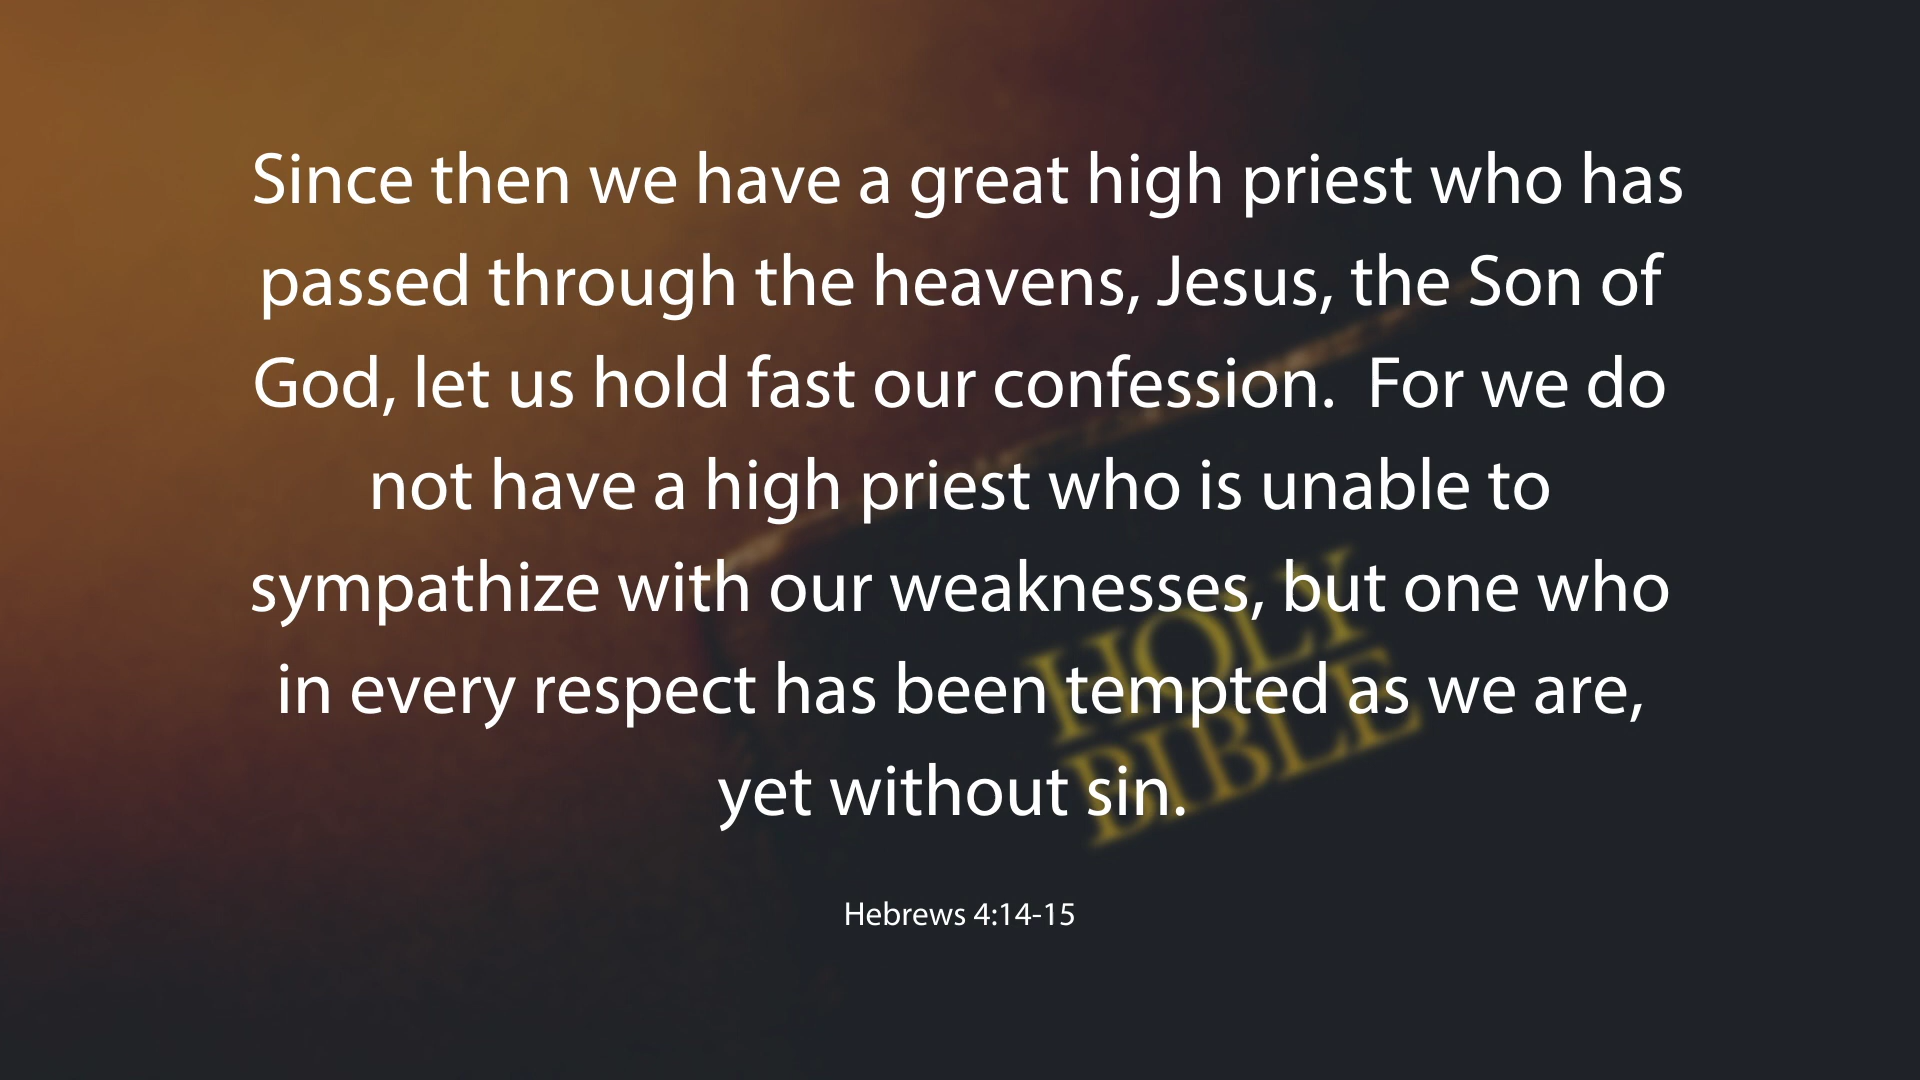 Since then we have a great high priest who has
passed through the heavens, Jesus, the Son of
God, let us hold fast our confession.  For we do
not have a high priest who is unable to
sympathize with our weaknesses, but one who
in every respect has been tempted as we are,
yet without sin.
HOLY
BIBLE
Hebrews 4:14-15